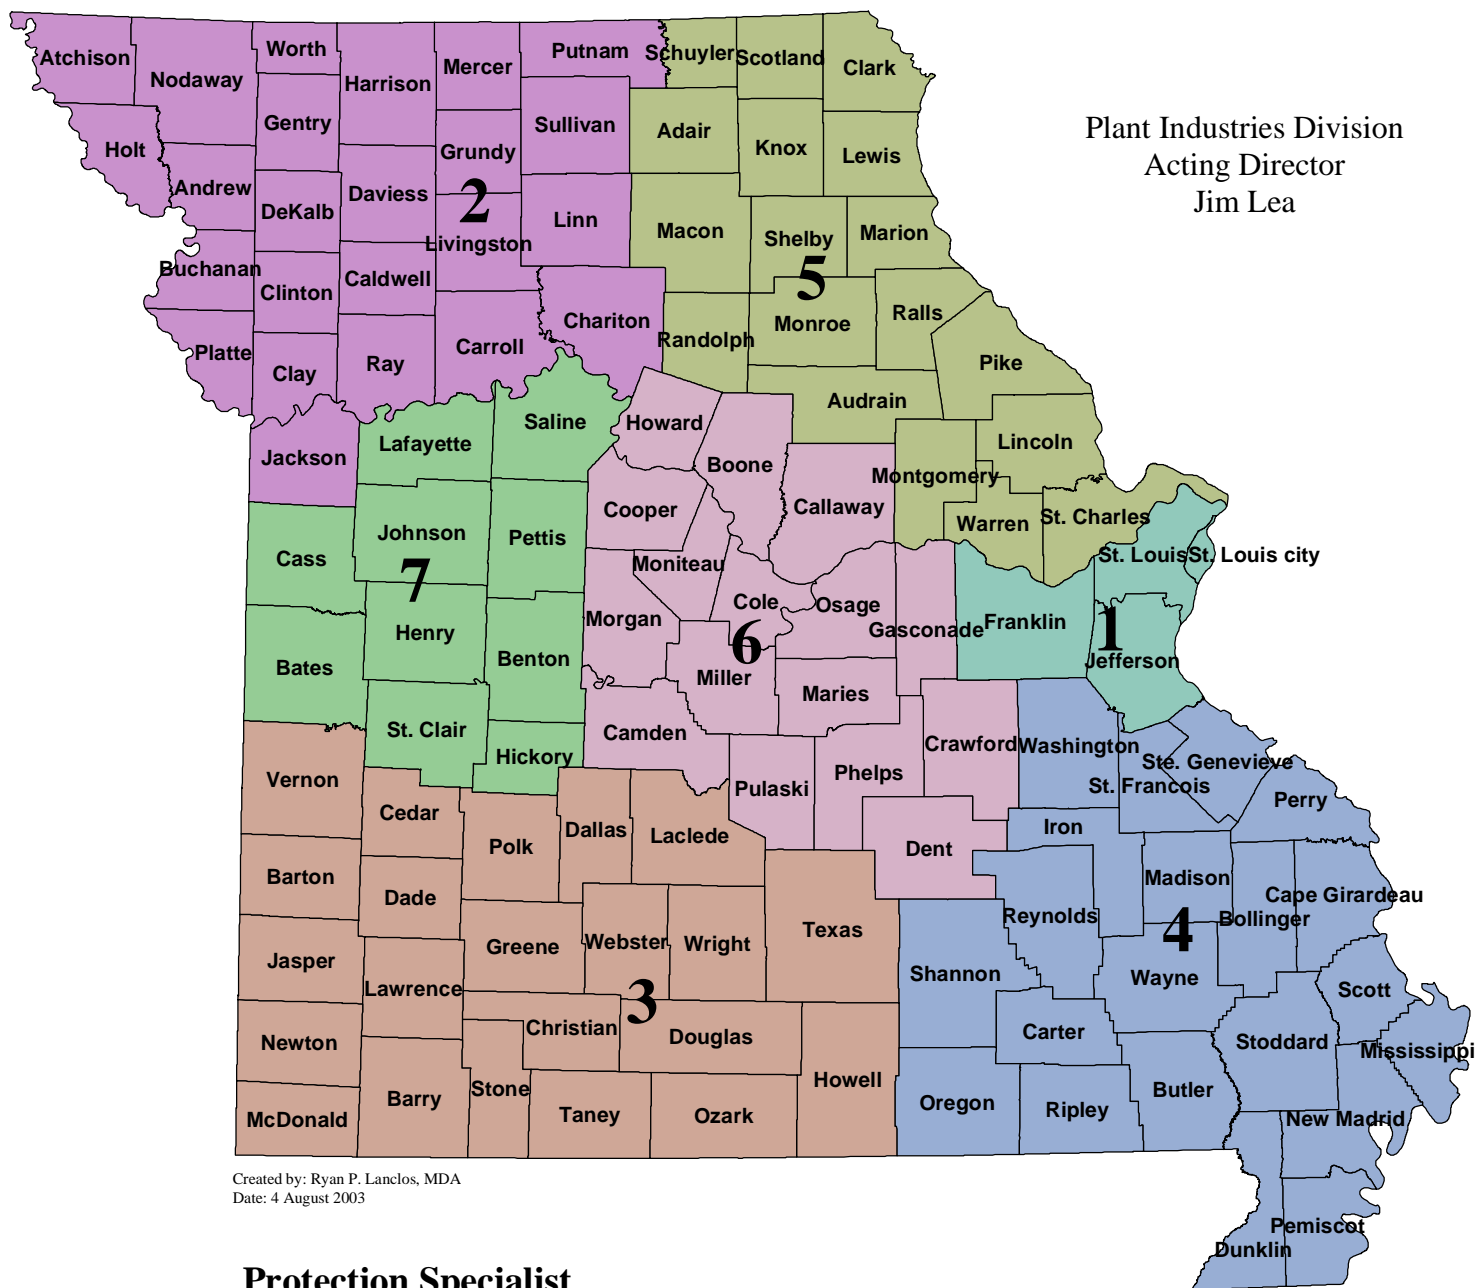 Atchison
Nodaway
Worth
Harrison
Mercer
Putnam
Schuyler
Scotland
Clark
Gentry
Sullivan
Adair
Knox
Lewis
Plant Industries Division
Acting Director
Jim Lea
Holt
Andrew
DeKalb
Daviess
Grundy
2
Livingston
Linn
Macon
Shelby
Marion
5
Buchanan
Clinton
Caldwell
Chariton
Randolph
Monroe
Ralls
Pike
Platte
Clay
Ray
Carroll
Audrain
Saline
Howard
Lafayette
Jackson
Boone
Callaway
Montgomery
Lincoln
Warren
St. Charles
Cooper
Johnson
Pettis
Cass
7
Moniteau
St. Louis
St. Louis city
Morgan
Cole
Osage
Gasconade
Franklin
1
Jefferson
Henry
Benton
Bates
6
Miller
Maries
St. Clair
Hickory
Camden
Pulaski
Phelps
Crawford
Washington
Ste. Genevieve
St. Francois
Perry
Vernon
Cedar
Polk
Dallas
Laclede
Dent
Iron
Barton
Dade
Greene
Webster
Wright
Texas
Reynolds
Madison
Cape Girardeau
Bollinger
4
Jasper
Lawrence
3
Christian
Douglas
Shannon
Wayne
Scott
Newton
Carter
Stoddard
Mississippi
McDonald
Barry
Stone
Taney
Ozark
Howell
Oregon
Ripley
Butler
New Madrid
Pemiscot
Dunklin
Created by: Ryan P. Lanclos, MDA
Date: 4 August 2003
Protection Specialist